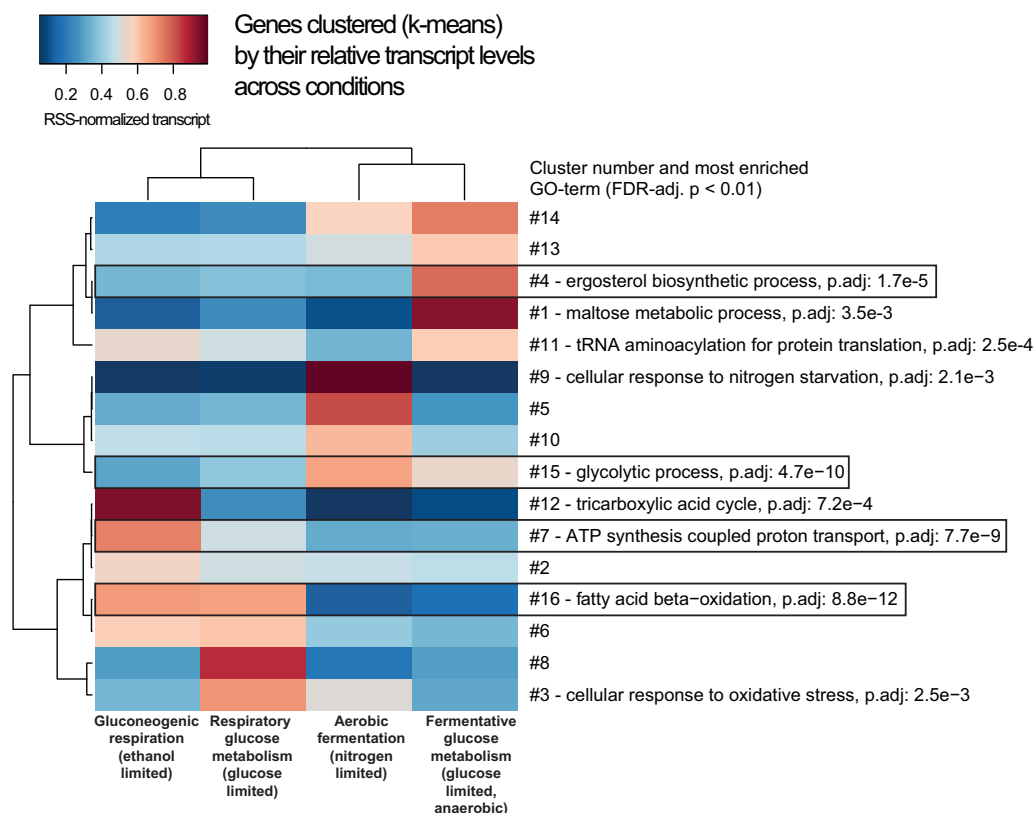 Genes clustered (k-means)
by their relative transcript levels
across conditions
0.2 0.4 0.6 0.8
RSS-normalized transcript
Cluster number and most enriched
GO-term (FDR-adj. p < 0.01)
#14
#13
#4 - ergosterol biosynthetic process, p.adj: 1.7e-5
#1 - maltose metabolic process, p.adj: 3.5e-3
#11 - tRNA aminoacylation for protein translation, p.adj: 2.5e-4
#9 - cellular response to nitrogen starvation, p.adj: 2.1e−3
#5
#10
#15 - glycolytic process, p.adj: 4.7e−10
#12 - tricarboxylic acid cycle, p.adj: 7.2e−4
#7 - ATP synthesis coupled proton transport, p.adj: 7.7e−9
#2
#16 - fatty acid beta−oxidation, p.adj: 8.8e−12
#6
#8
#3 - cellular response to oxidative stress, p.adj: 2.5e−3
Gluconeogenic
respiration
(ethanol
limited)
Respiratory
glucose
metabolism
(glucose
limited)
Aerobic
fermentation
(nitrogen
limited)
Fermentative
glucose
metabolism
(glucose
limited,
anaerobic)